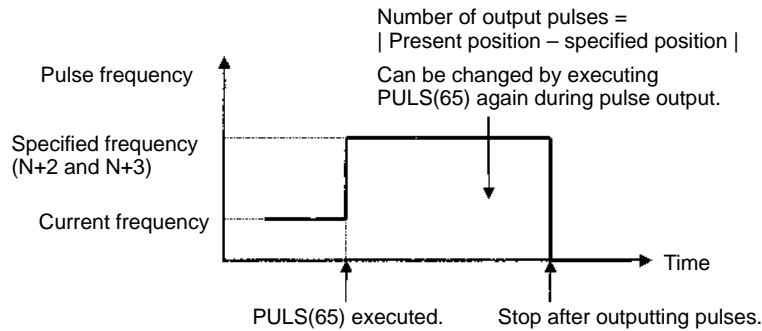 Number of output pulses =
| Present position – specified position |
Can be changed by executing
PULS(65) again during pulse output.
Pulse frequency
Specified frequency
(N+2 and N+3)
Current frequency
Time
PULS(65) executed.
Stop after outputting pulses.